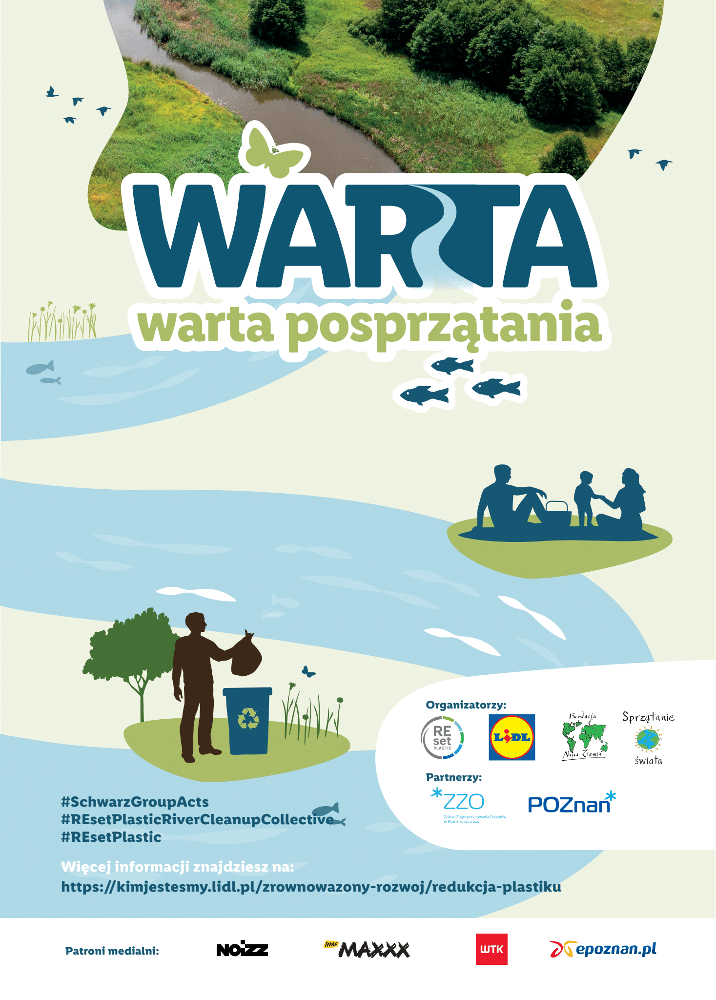 WARTA
warta posprzątania
Organizatorzy:
REset
PLASTIC
LIDL
Fundacja
Nasza Ziemia
Sprzątanie
świata
Partnerzy:
ZZO
Zakład Zagospodarowania Odpadów
w Poznaniu sp. z o.o.
POZnan*
#SchwarzGroupActs
#REsetPlasticRiverCleanupCollective
#REsetPlastic
Więcej informacji znajdziesz na:
https://kimjestesmy.lidl.pl/zrownowazony-rozwoj/redukcja-plastiku
Patroni medialni:
NOIZZ
RMF MAXXX
WTK
epoznan.pl